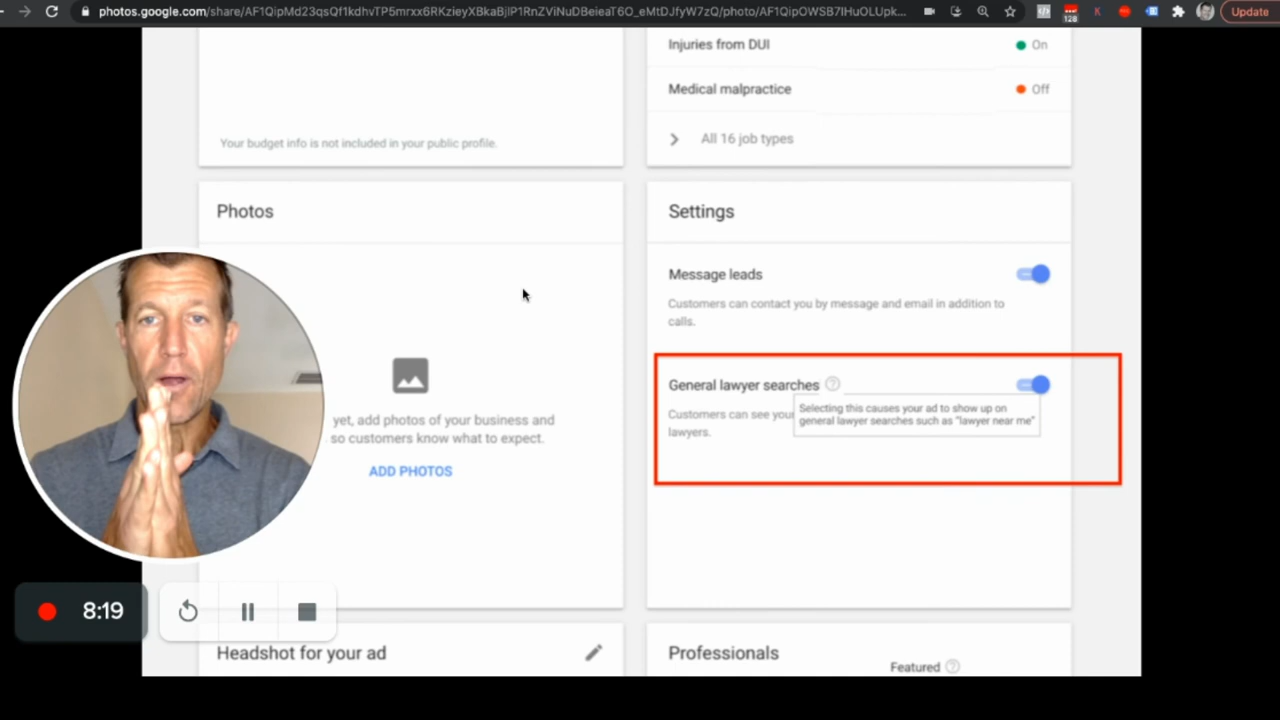 photos.google.com/share/AF1QipMd23qsQf1kdhvTP5mrxx6RKzieyXBkaBjlP1RnZViNuDBeieaT6O_eMtDJfyW7zQ/photo/AF1QipOWSB7IHuOLUpk...
128
K
Update
Injuries from DUI
On
Medical malpractice
Off
Your budget info is not included in your public profile.
All 16 job types
Photos
Settings
Message leads
Customers can contact you by message and email in addition to
calls.
General lawyer searches
Customers can see your
lawyers.
Selecting this causes your ad to show up on
general lawyer searches such as "lawyer near me"
yet, add photos of your business and
so customers know what to expect.
ADD PHOTOS
8:19
Headshot for your ad
Professionals
Featured